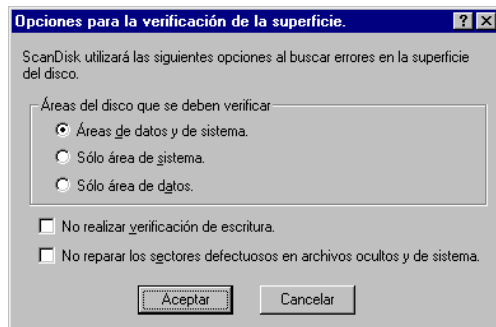 Opciones para la verificación de la superficie.
ScanDisk utilizará las siguientes opciones al buscar errores en la superficie
del disco.
Áreas del disco que se deben verificar
Áreas de datos y de sistema.
Sólo área de sistema.
Sólo área de datos.
No realizar verificación de escritura.
No reparar los sectores defectuosos en archivos ocultos y de sistema.
Aceptar Cancelar